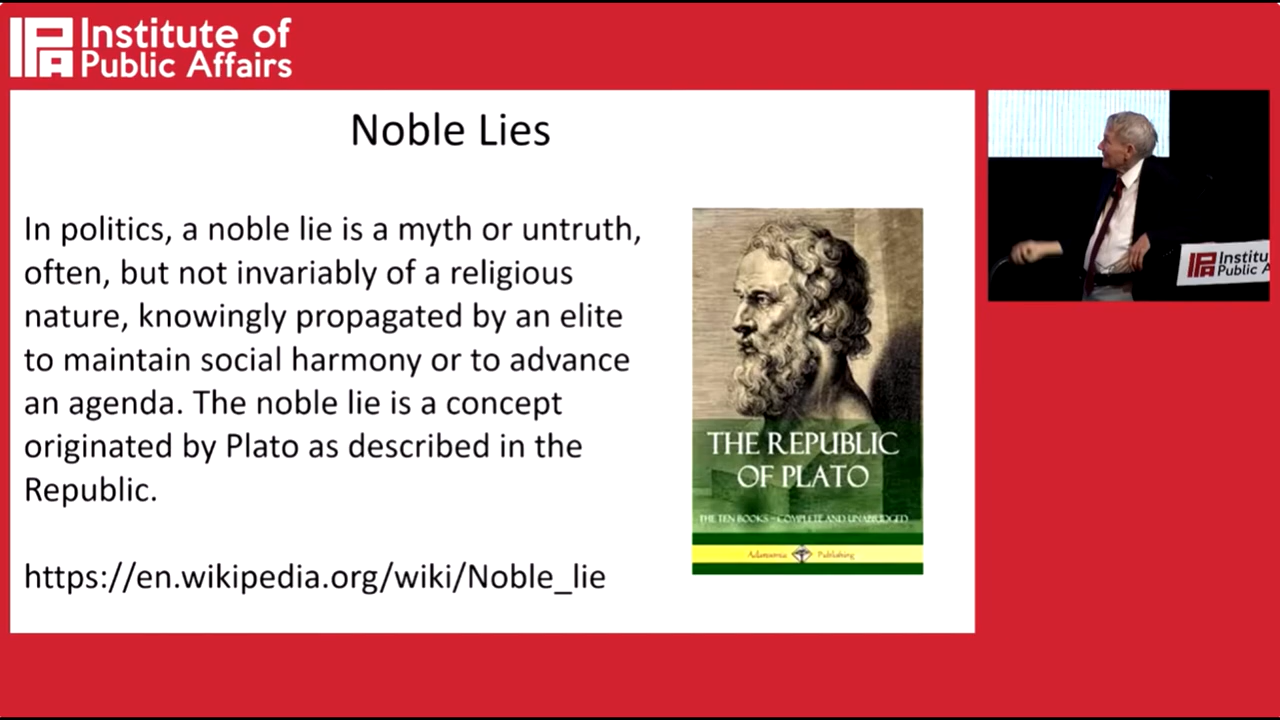 IPA Institute of
Public Affairs
Noble Lies
In politics, a noble lie is a myth or untruth,
often, but not invariably of a religious
nature, knowingly propagated by an elite
to maintain social harmony or to advance
an agenda. The noble lie is a concept
originated by Plato as described in the
Republic.
https://en.wikipedia.org/wiki/Noble_lie
THE REPUBLIC
OF PLATO
THE TEN BOOKS – COMPLETE AND UNABRIDGED
Publishing
IPA Institu
Public A